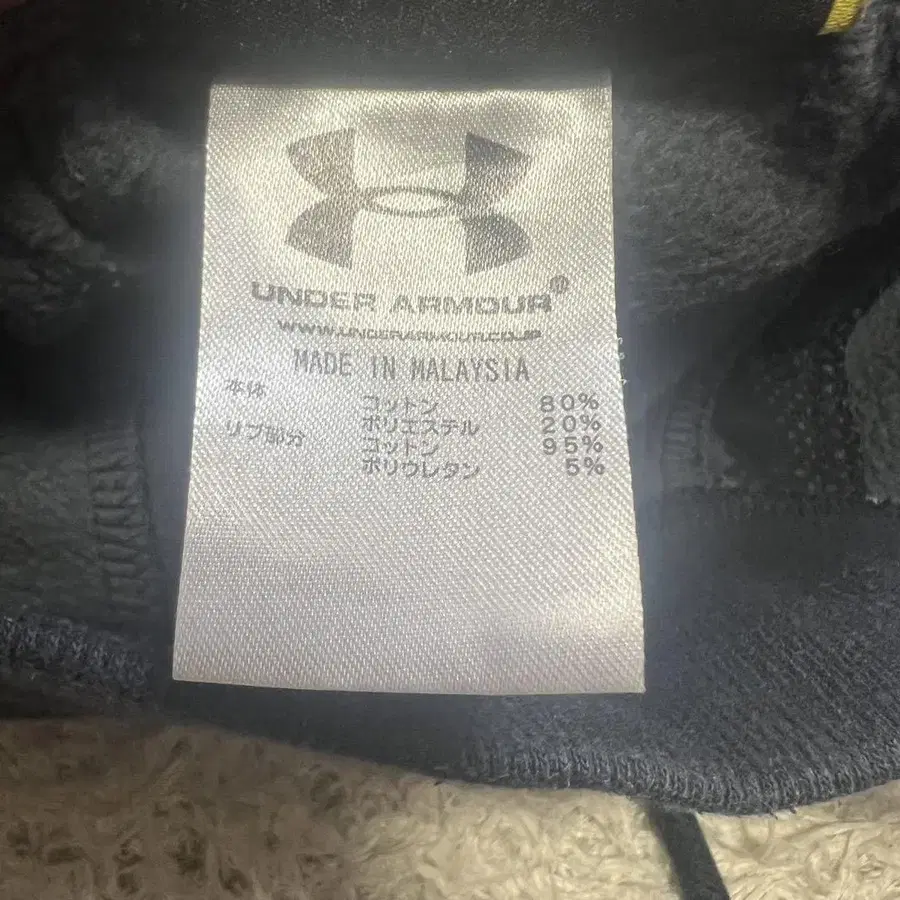 UNDER ARMOUR®
WWW.UNDERARMOUR.CO.JP
MADE IN MALAYSIA
本体 コットン 80%
ポリエステル 20%
リブ部分 コットン 95%
ポリウレタン 5%